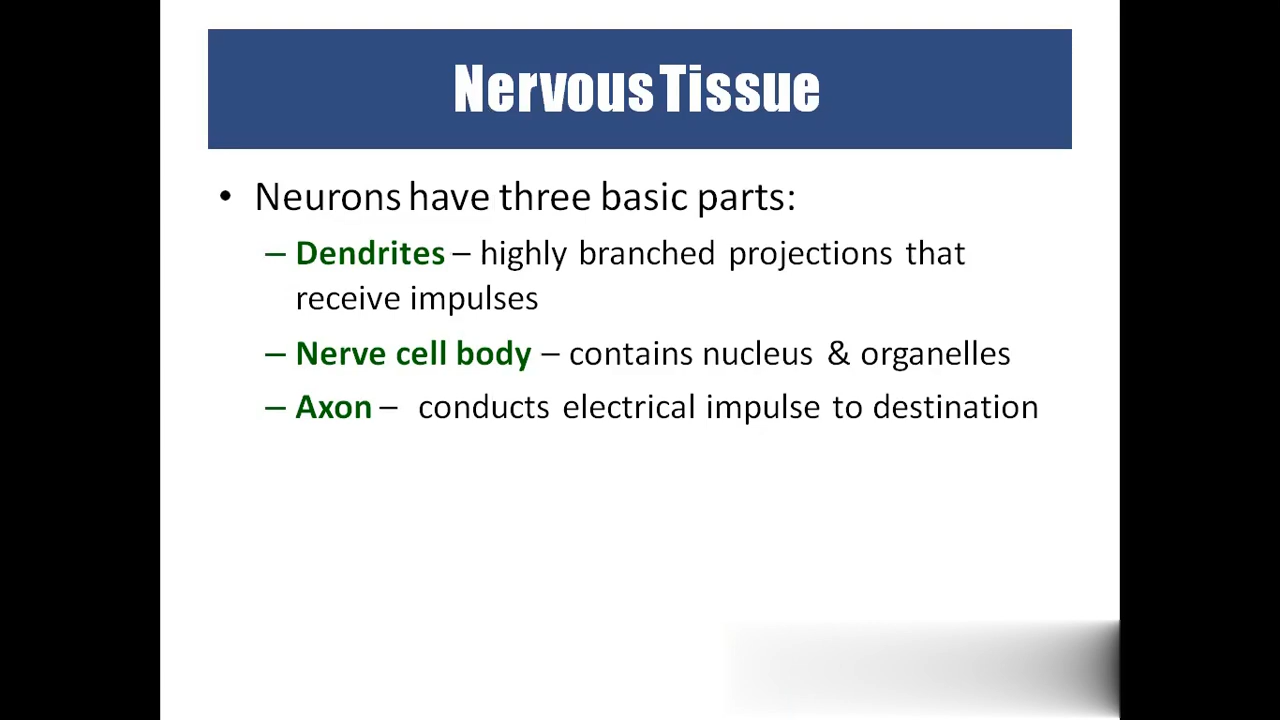 Nervous Tissue
• Neurons have three basic parts:
– Dendrites – highly branched projections that
receive impulses
– Nerve cell body – contains nucleus & organelles
– Axon – conducts electrical impulse to destination